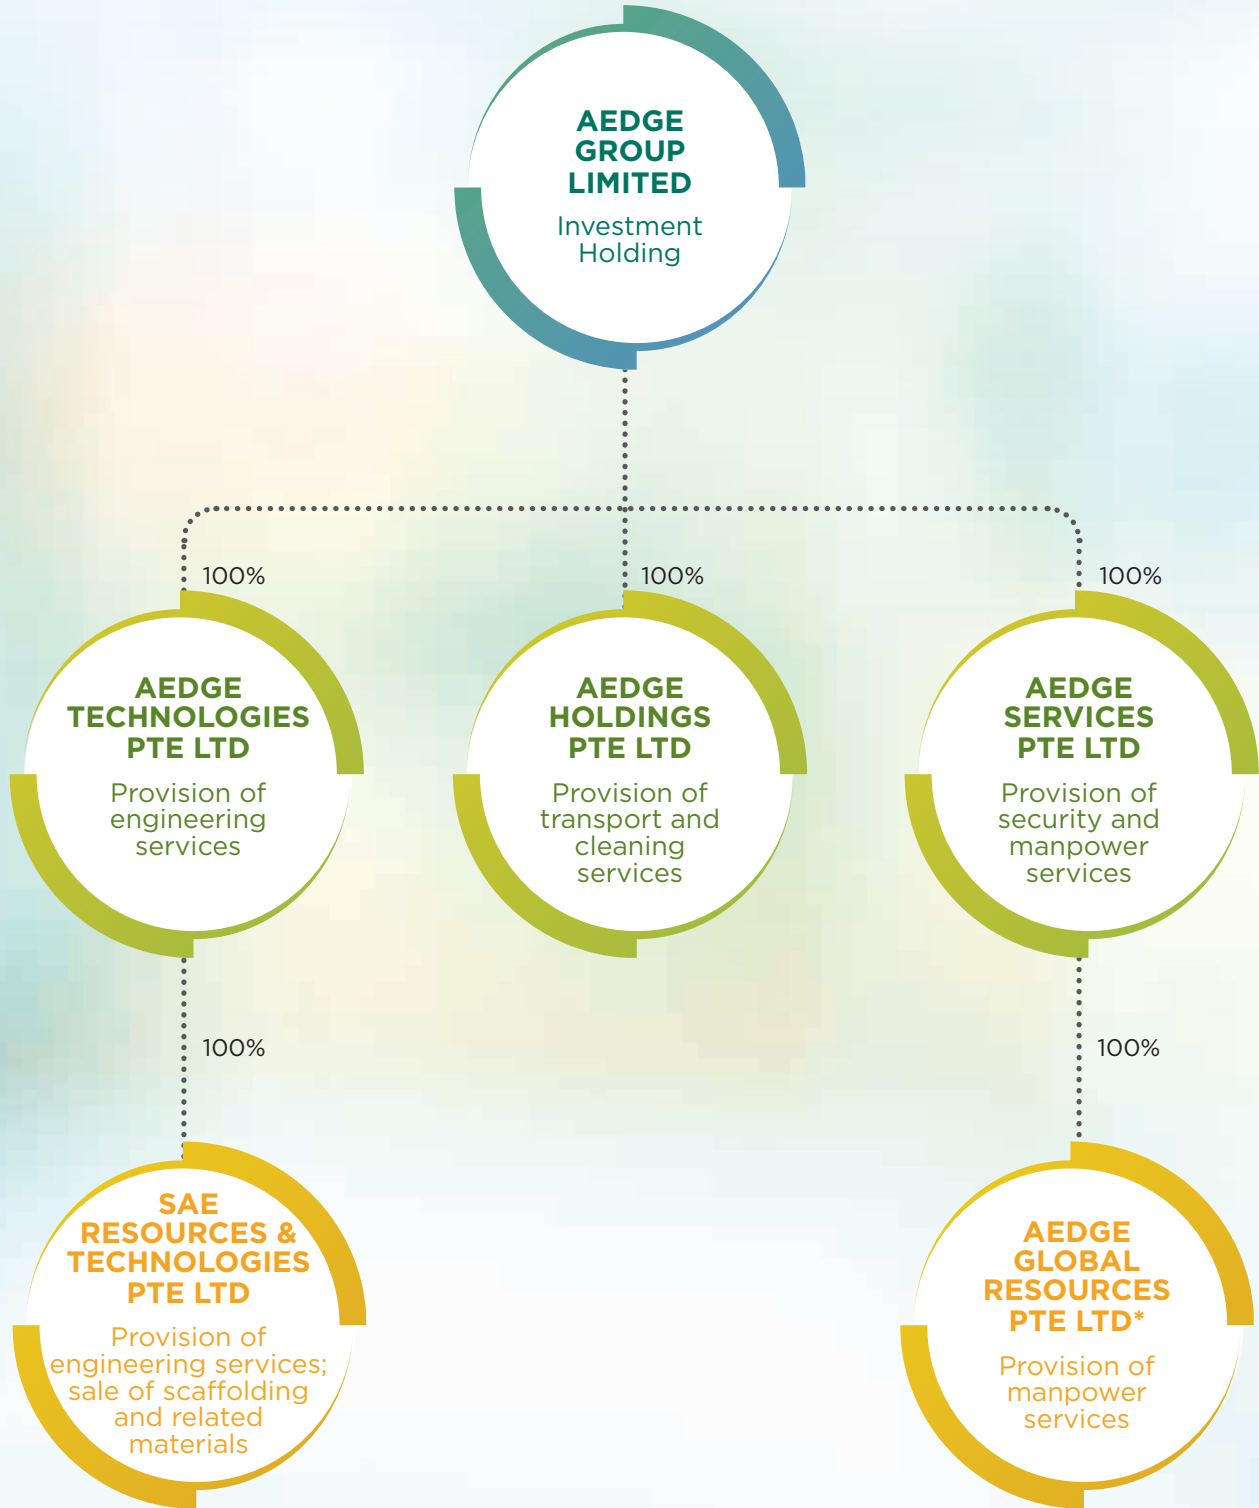 AEDGE
GROUP
LIMITED
Investment
Holding
100%
100%
100%
AEDGE
TECHNOLOGIES
PTE LTD
Provision of
engineering
services
AEDGE
HOLDINGS
PTE LTD
Provision of
transport and
cleaning
services
AEDGE
SERVICES
PTE LTD
Provision of
security and
manpower
services
100%
100%
SAE
RESOURCES &
TECHNOLOGIES
PTE LTD
Provision of
engineering services;
sale of scaffolding
and related
materials
AEDGE
GLOBAL
RESOURCES
PTE LTD*
Provision of
manpower
services